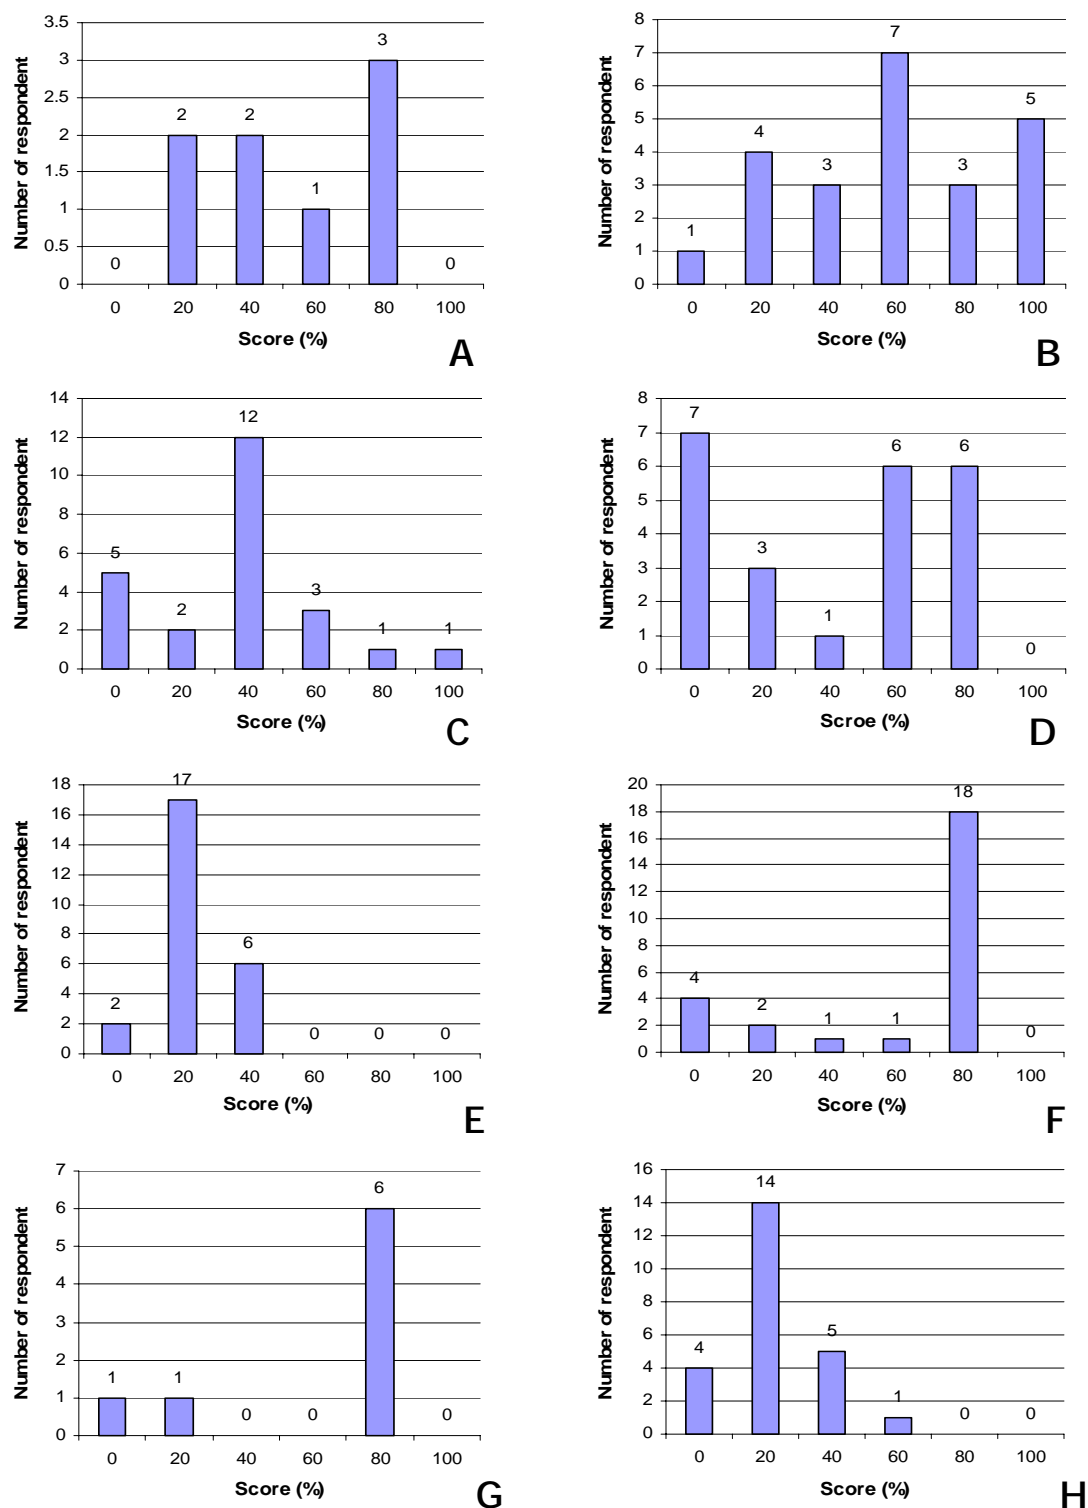 3.5
3
2.5
2
1.5
1
0.5
0
Number of respondent
0 2 2 1 3 0
0 20 40 60 80 100
Score (%)
A
8
7
6
5
4
3
2
1
0
Number of respondent
1 4 3 7 3 5
0 20 40 60 80 100
Score (%)
B
14
12
10
8
6
4
2
0
Number of respondent
5 2 12 3 1 1
0 20 40 60 80 100
Score (%)
C
8
7
6
5
4
3
2
1
0
Number of respondent
7 3 1 6 6 0
0 20 40 60 80 100
Scroe (%)
D
18
16
14
12
10
8
6
4
2
0
Number of respondent
2 17 6 0 0 0
0 20 40 60 80 100
Score (%)
E
20
18
16
14
12
10
8
6
4
2
0
Number of respondent
4 2 1 1 18 0
0 20 40 60 80 100
Score (%)
F
7
6
5
4
3
2
1
0
Number of respondent
1 1 0 0 6 0
0 20 40 60 80 100
Score (%)
G
16
14
12
10
8
6
4
2
0
Number of respondent
4 14 5 1 0 0
0 20 40 60 80 100
Score (%)
H